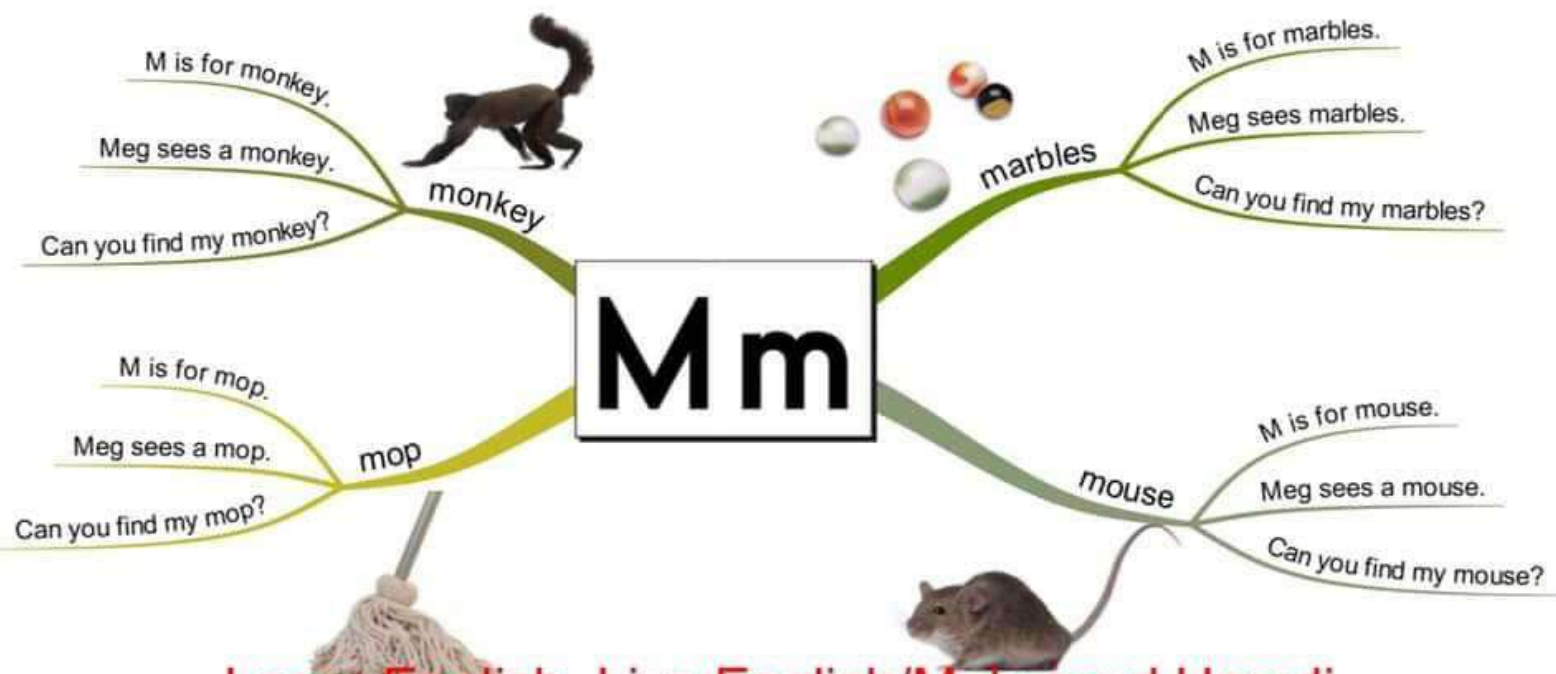 M is for monkey.
Meg sees a monkey.
Can you find my monkey?
monkey
M is for marbles.
Meg sees marbles.
Can you find my marbles?
marbles
M m
M is for mop.
Meg sees a mop.
Can you find my mop?
mop
M is for mouse.
Meg sees a mouse.
Can you find my mouse?
mouse